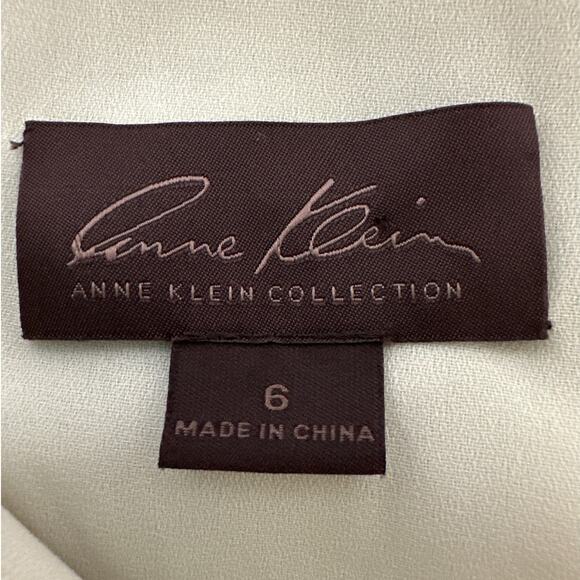 Anne Klein
ANNE KLEIN COLLECTION
6
MADE IN CHINA